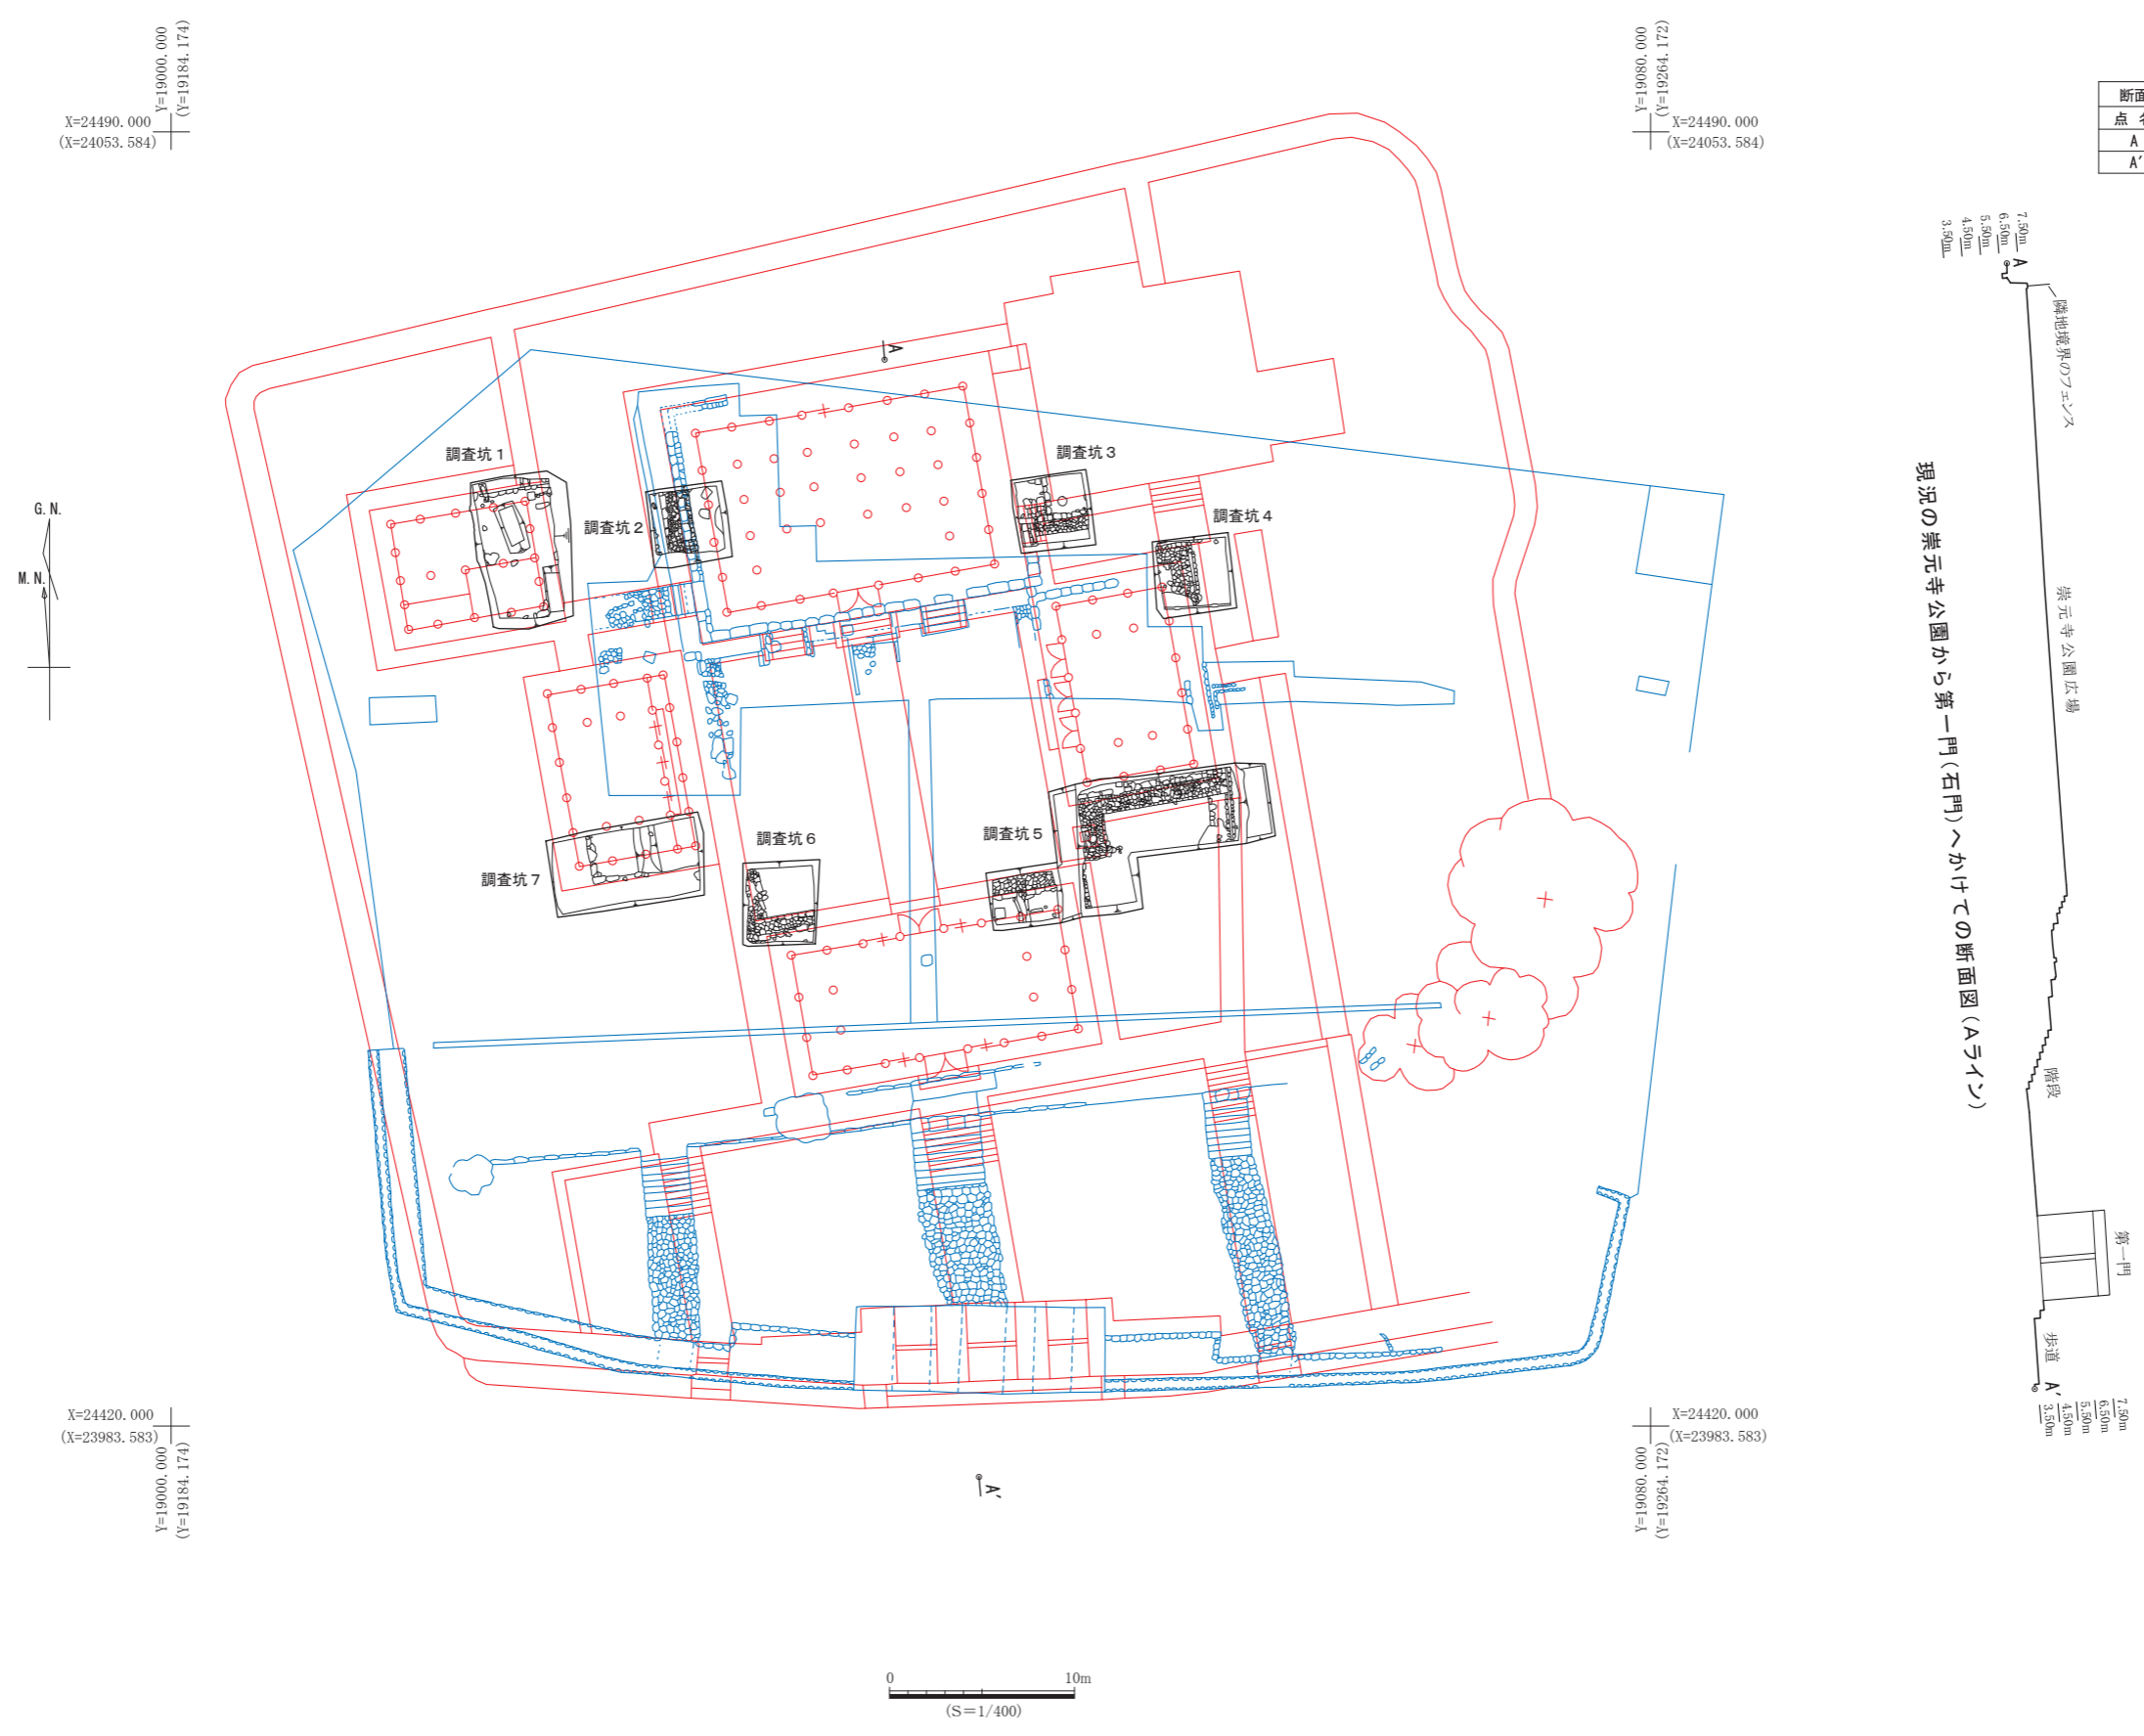 Y=19000.000
(Y=19184.174)
X=24490.000
(X=24053.584)
Y=19080.000
(Y=19264.172)
X=24490.000
(X=24053.584)
断面
点 名
A
A′
7.50m
6.50m
5.50m
4.50m
3.50m
A
隣地境界のフェンス
崇元寺公園広場
階段
第一門
歩道
A′
7.50m
6.50m
5.50m
4.50m
3.50m
現況の崇元寺公園から第一門(石門)へかけての断面図(Aライン)
G.N.
M.N.
A
調査坑1
調査坑2
調査坑3
調査坑4
調査坑5
調査坑6
調査坑7
X=24420.000
(X=23983.583)
Y=19000.000
(Y=19184.174)
X=24420.000
(X=23983.583)
Y=19080.000
(Y=19264.172)
A′
0 10m
(S=1/400)